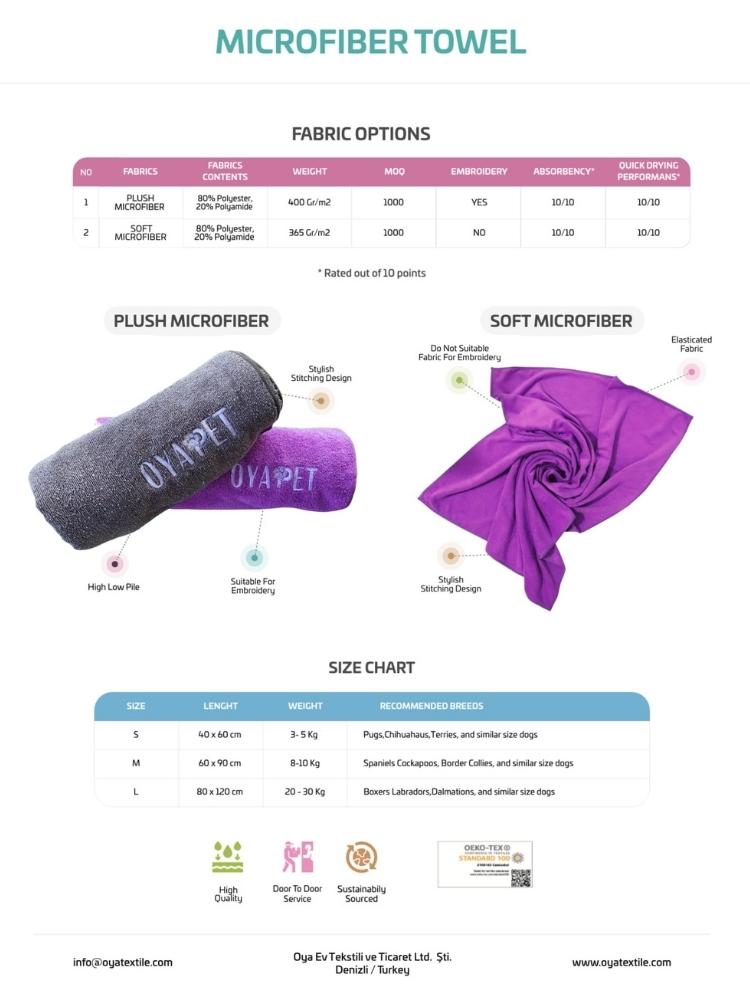 MICROFIBER TOWEL
FABRIC OPTIONS
NO FABRICS FABRICS CONTENTS WEIGHT MOQ EMBROIDERY ABSORBENCY* QUICK DRYING PERFORMANS*
1 PLUSH MICROFIBER 80% Polyester, 20% Polyamide 400 Gr/m2 1000 YES 10/10 10/10
2 SOFT MICROFIBER 80% Polyester, 20% Polyamide 365 Gr/m2 1000 NO 10/10 10/10
* Rated out of 10 points
PLUSH MICROFIBER
SOFT MICROFIBER
Stylish
Stitching Design
OYAPET
OYAPET
High Low Pile
Suitable For
Embroidery
Do Not Suitable
Fabric For Embroidery
Elasticated
Fabric
Stylish
Stitching Design
SIZE CHART
SIZE LENGHT WEIGHT RECOMMENDED BREEDS
S 40 x 60 cm 3- 5 Kg Pugs,Chihuahaus,Terries, and similar size dogs
M 60 x 90 cm 8-10 Kg Spaniels Cockapoos, Border Collies, and similar size dogs
L 80 x 120 cm 20 - 30 Kg Boxers Labradors,Dalmations, and similar size dogs
High
Quality
Door To Door
Service
Sustainabily
Sourced
OEKO-TEX®
CONFIDENCE IN TEXTILES
STANDARD 100
info@oyatextile.com
Oya Ev Tekstili ve Ticaret Ltd. Şti.
Denizli / Turkey
www.oyatextile.com